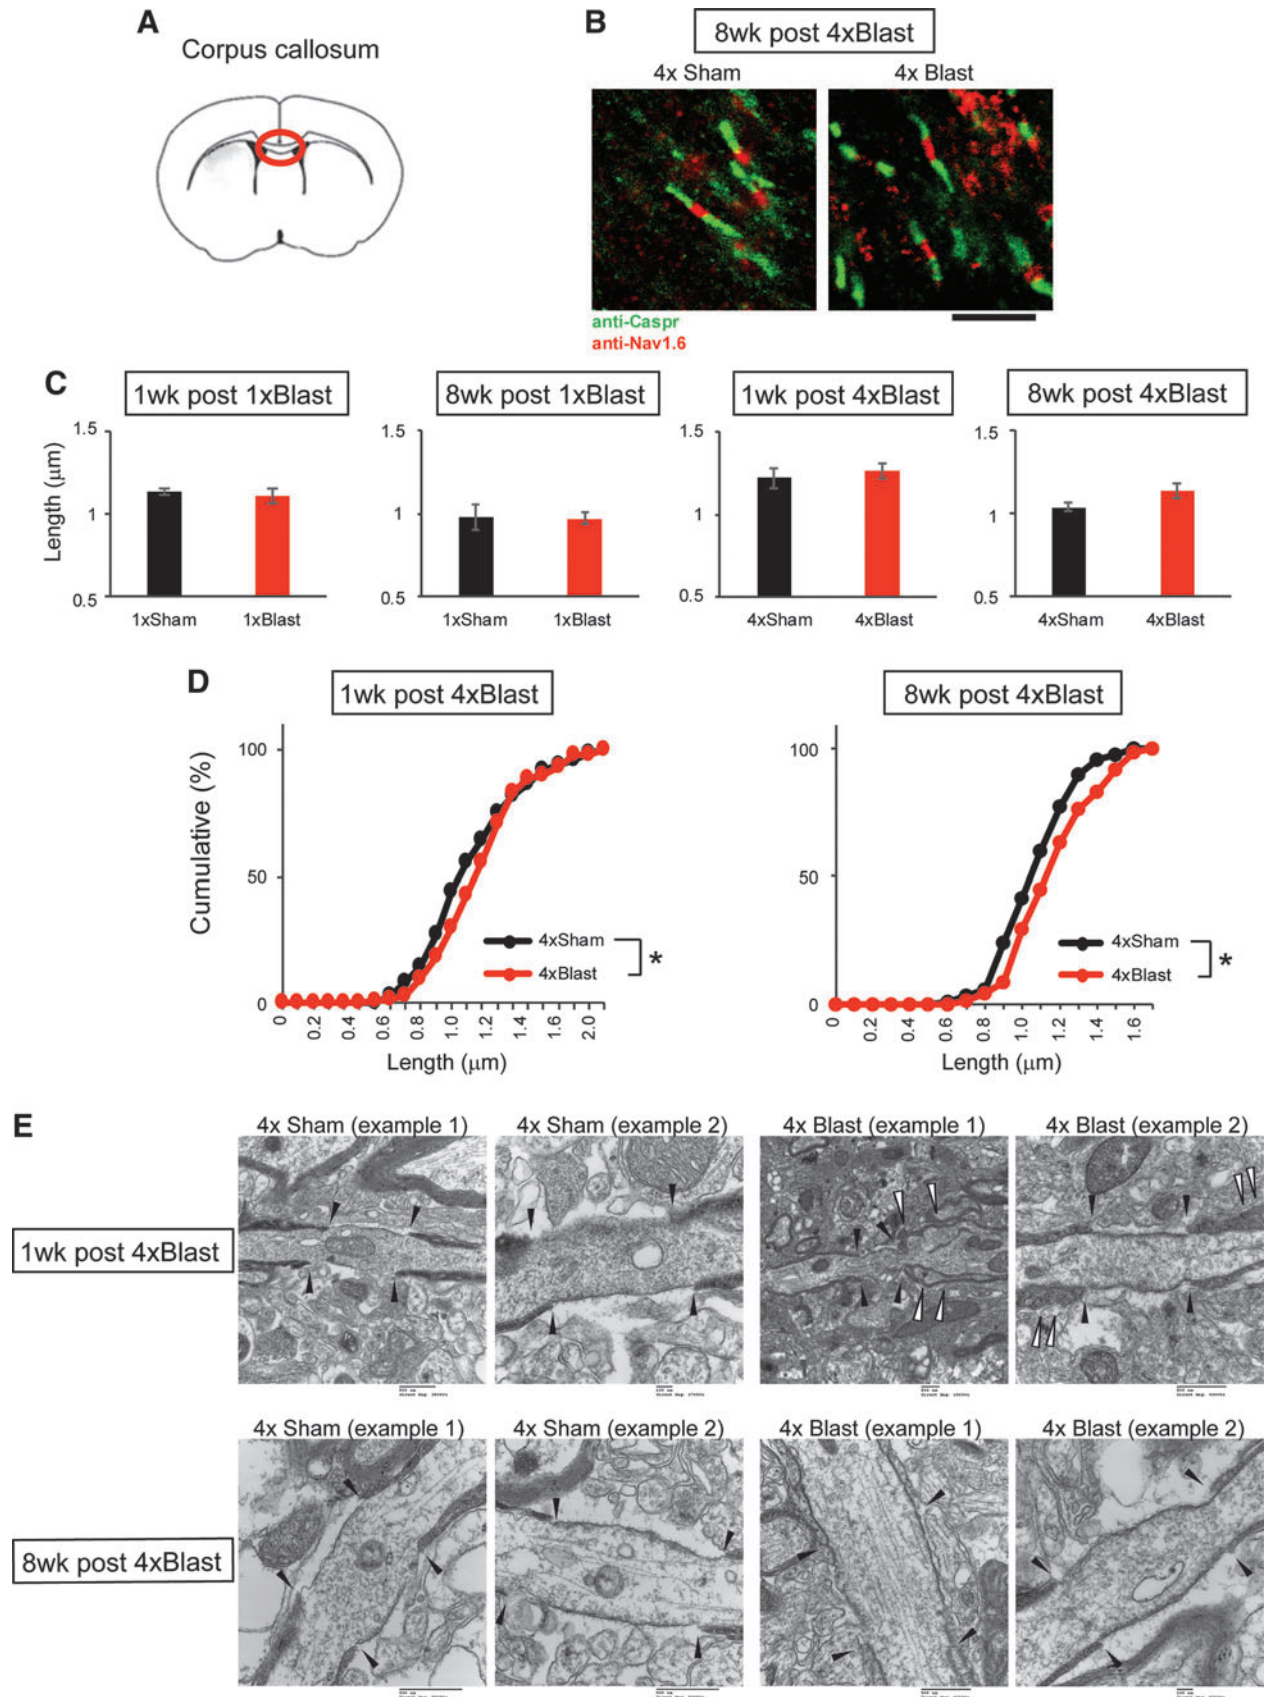 A
Corpus callosum
B
8wk post 4xBlast
4x Sham
4x Blast
anti-Caspr
anti-Nav1.6
C
1wk post 1xBlast
8wk post 1xBlast
1wk post 4xBlast
8wk post 4xBlast
Length (μm)
1.5
1
0.5
1xSham
1xBlast
1.5
1
0.5
1xSham
1xBlast
1.5
1
0.5
4xSham
4xBlast
1.5
1
0.5
4xSham
4xBlast
D
1wk post 4xBlast
Cumulative (%)
100
50
0
4xSham
4xBlast
*
0 0.2 0.4 0.6 0.8 1.0 1.2 1.4 1.6 1.8 2.0
Length (μm)
8wk post 4xBlast
100
50
0
4xSham
4xBlast
*
0 0.2 0.4 0.6 0.8 1.0 1.2 1.4 1.6
Length (μm)
E
4x Sham (example 1)
4x Sham (example 2)
4x Blast (example 1)
4x Blast (example 2)
1wk post 4xBlast
4x Sham (example 1)
4x Sham (example 2)
4x Blast (example 1)
4x Blast (example 2)
8wk post 4xBlast